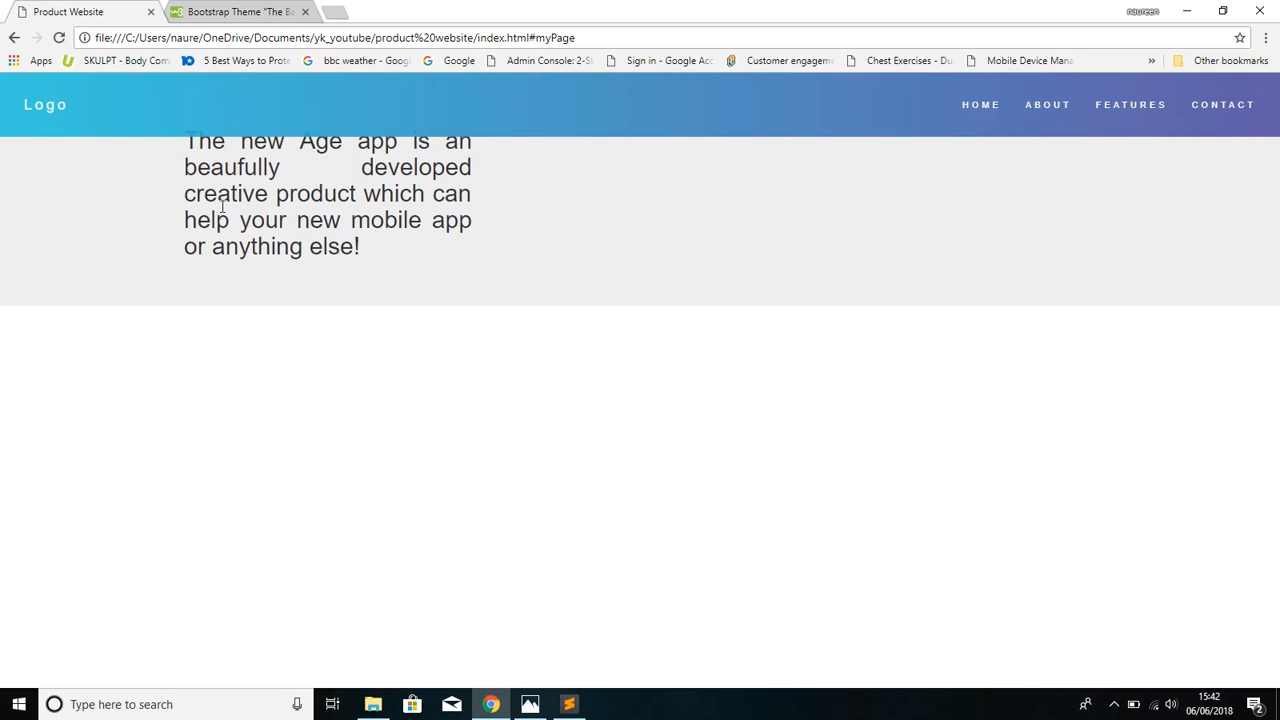 Product Website
Bootstrap Theme "The Ba
naureen
file:///C:/Users/naure/OneDrive/Documents/yk_youtube/product%20website/index.html#myPage
Apps
SKULPT - Body Com
5 Best Ways to Prote
bbc weather - Goog
Google
Admin Console: 2-S
Sign in - Google Acc
Customer engagem
Chest Exercises - Du
Mobile Device Mana
»
Other bookmarks
Logo
HOME ABOUT FEATURES CONTACT
The new Age app is an
beaufully developed
creative product which can
help your new mobile app
or anything else!
Type here to search
15:42
06/06/2018
2